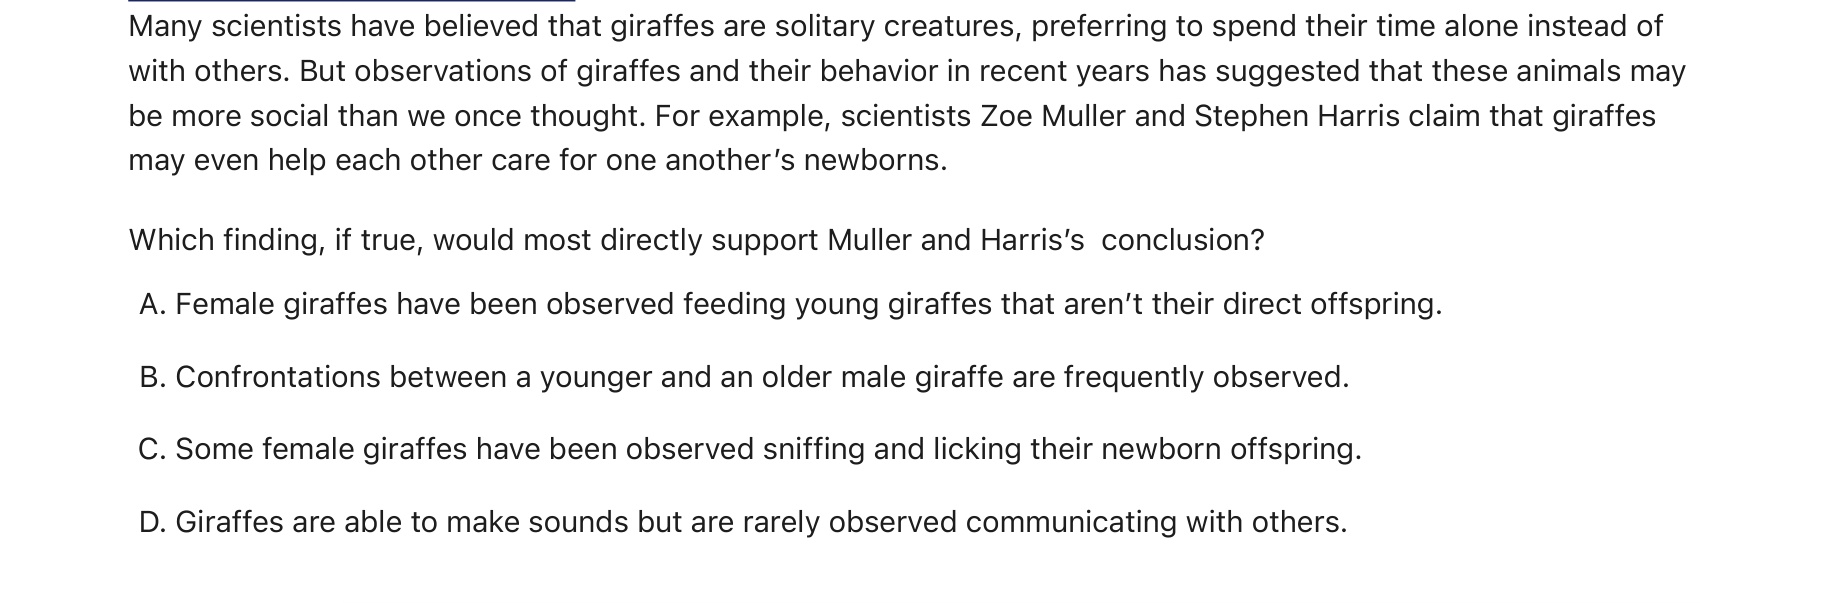 Many scientists have believed that giraffes are solitary creatures, preferring to spend their time alone instead of
with others. But observations of giraffes and their behavior in recent years has suggested that these animals may
be more social than we once thought. For example, scientists Zoe Muller and Stephen Harris claim that giraffes
may even help each other care for one another’s newborns.
Which finding, if true, would most directly support Muller and Harris’s  conclusion?
A. Female giraffes have been observed feeding young giraffes that aren’t their direct offspring.
B. Confrontations between a younger and an older male giraffe are frequently observed.
C. Some female giraffes have been observed sniffing and licking their newborn offspring.
D. Giraffes are able to make sounds but are rarely observed communicating with others.